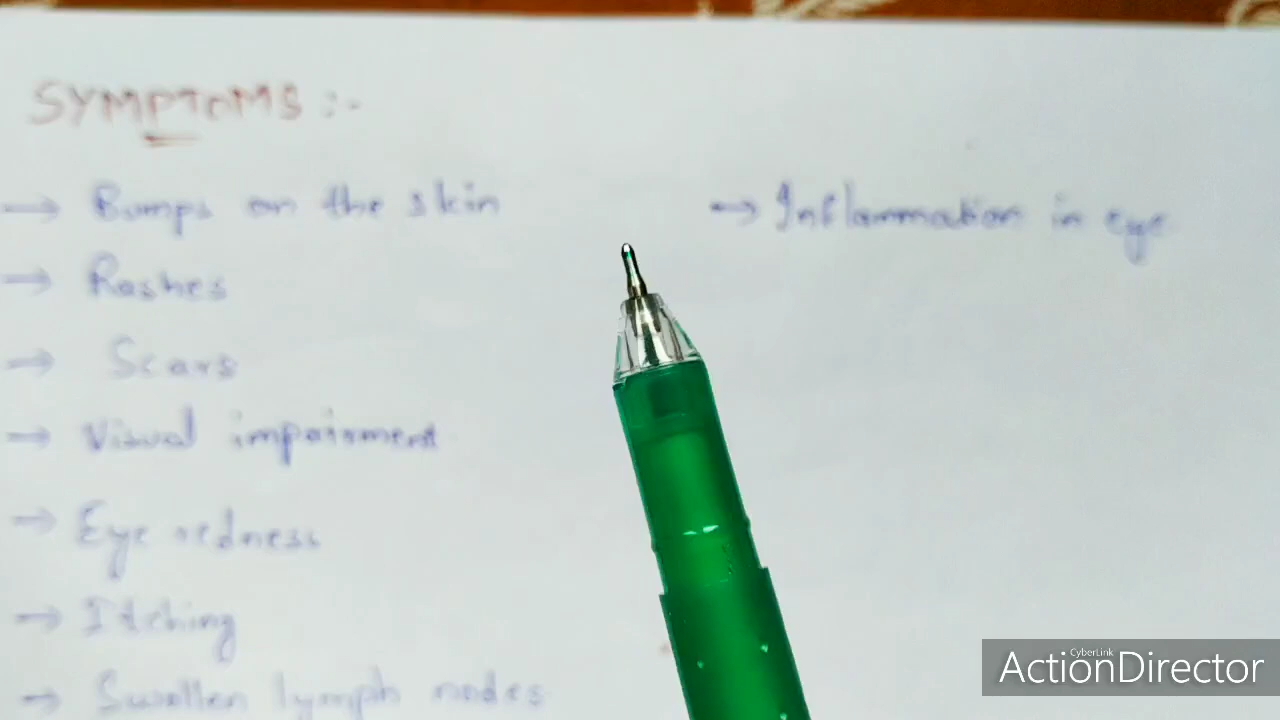 SYMPTOMS :-
→ Bumps on the skin
→ Rashes
→ Scars
→ Visual impairment
→ Eye redness
→ Itching
→ Swollen lymph nodes
→ Inflammation in eye
CyberLink
ActionDirector